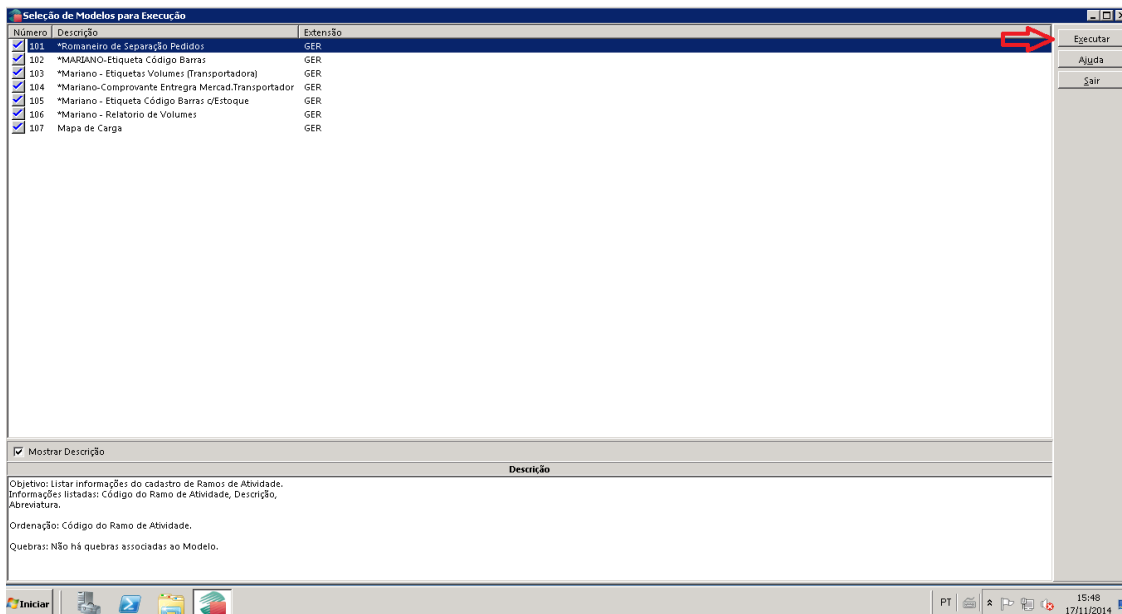 Seleção de Modelos para Execução
Número Descrição Extensão
101 *Romaneiro de Separação Pedidos GER
102 *MARIANO-Etiqueta Código Barras GER
103 *Mariano - Etiquetas Volumes (Transportadora) GER
104 *Mariano-Comprovante Entregra Mercad.Transportador GER
105 *Mariano - Etiqueta Código Barras c/Estoque GER
106 *Mariano - Relatorio de Volumes GER
107 Mapa de Carga GER
Executar
Ajuda
Sair
Mostrar Descrição
Descrição
Objetivo: Listar informações do cadastro de Ramos de Atividade.
Informações listadas: Código do Ramo de Atividade, Descrição,
Abreviatura.
Ordenação: Código do Ramo de Atividade.
Quebras: Não há quebras associadas ao Modelo.
Iniciar
PT
15:48
17/11/2014